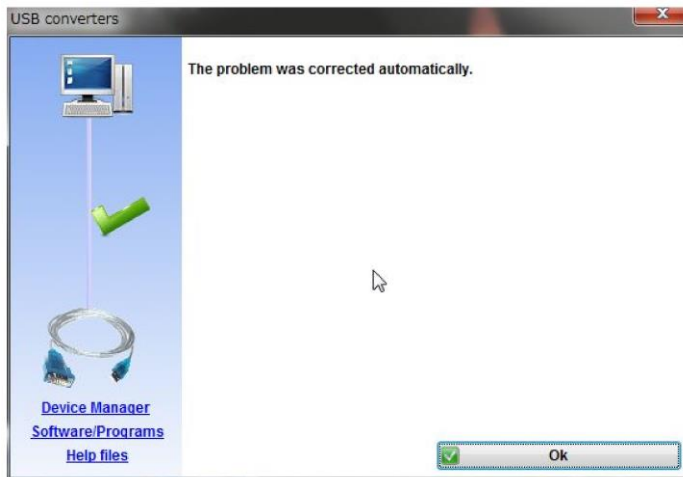 USB converters
The problem was corrected automatically.
Device Manager
Software/Programs
Help files
Ok